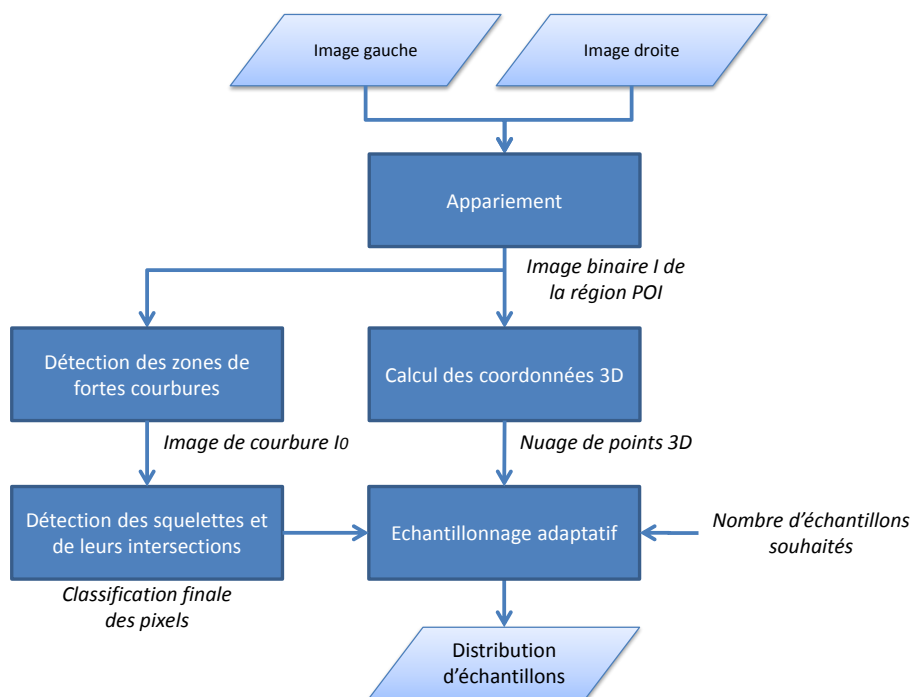 Image gauche
Image droite
Appariement
Image binaire I de
la région POI
Détection des zones de
fortes courbures
Calcul des coordonnées 3D
Image de courbure I0
Nuage de points 3D
Détection des squelettes et
de leurs intersections
Echantillonnage adaptatif
Nombre d’échantillons
souhaités
Classification finale
des pixels
Distribution
d’échantillons